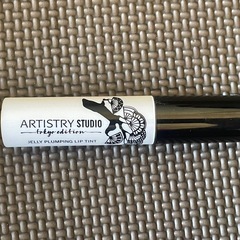 ARTISTRY STUDIO
tokyo edition
JELLY PLUMPING LIP TINT